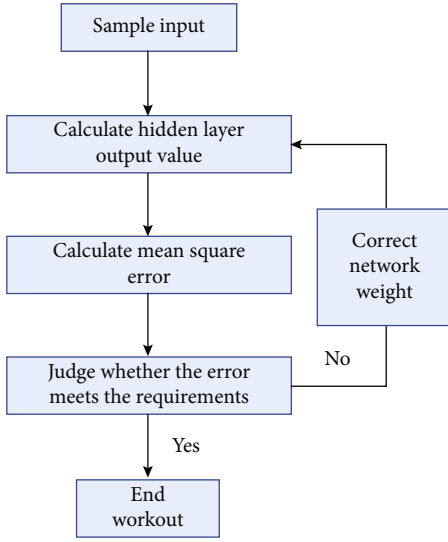 Sample input
Calculate hidden layer
output value
Calculate mean square
error
Correct
network
weight
No
Judge whether the error
meets the requirements
Yes
End
workout